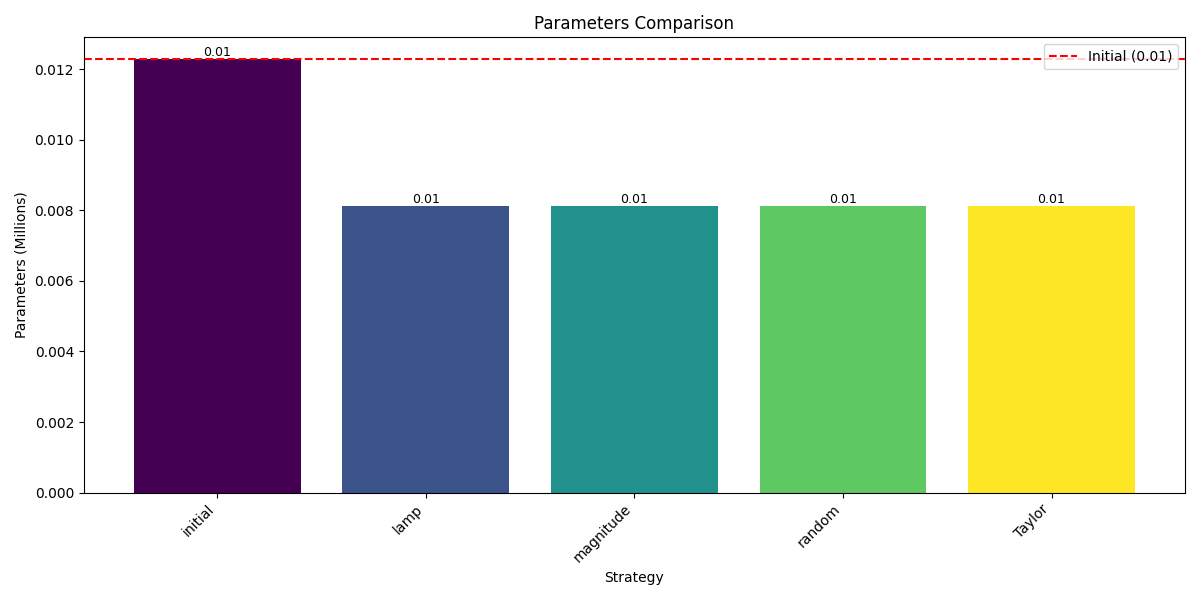 Parameters Comparison
0.01
Initial (0.01)
0.012
0.010
0.008
0.006
0.004
0.002
0.000
Parameters (Millions)
0.01
0.01
0.01
0.01
initial
lamp
magnitude
random
Taylor
Strategy